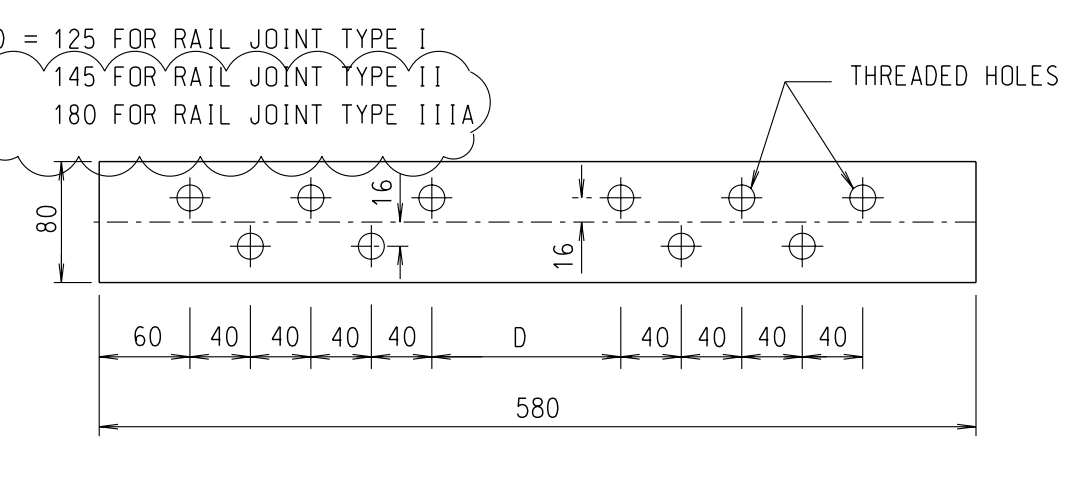 = 125 FOR RAIL JOINT TYPE I
145 FOR RAIL JOINT TYPE II
180 FOR RAIL JOINT TYPE IIIA
THREADED HOLES
80
16
16
60 40 40 40 40 D 40 40 40 40
580